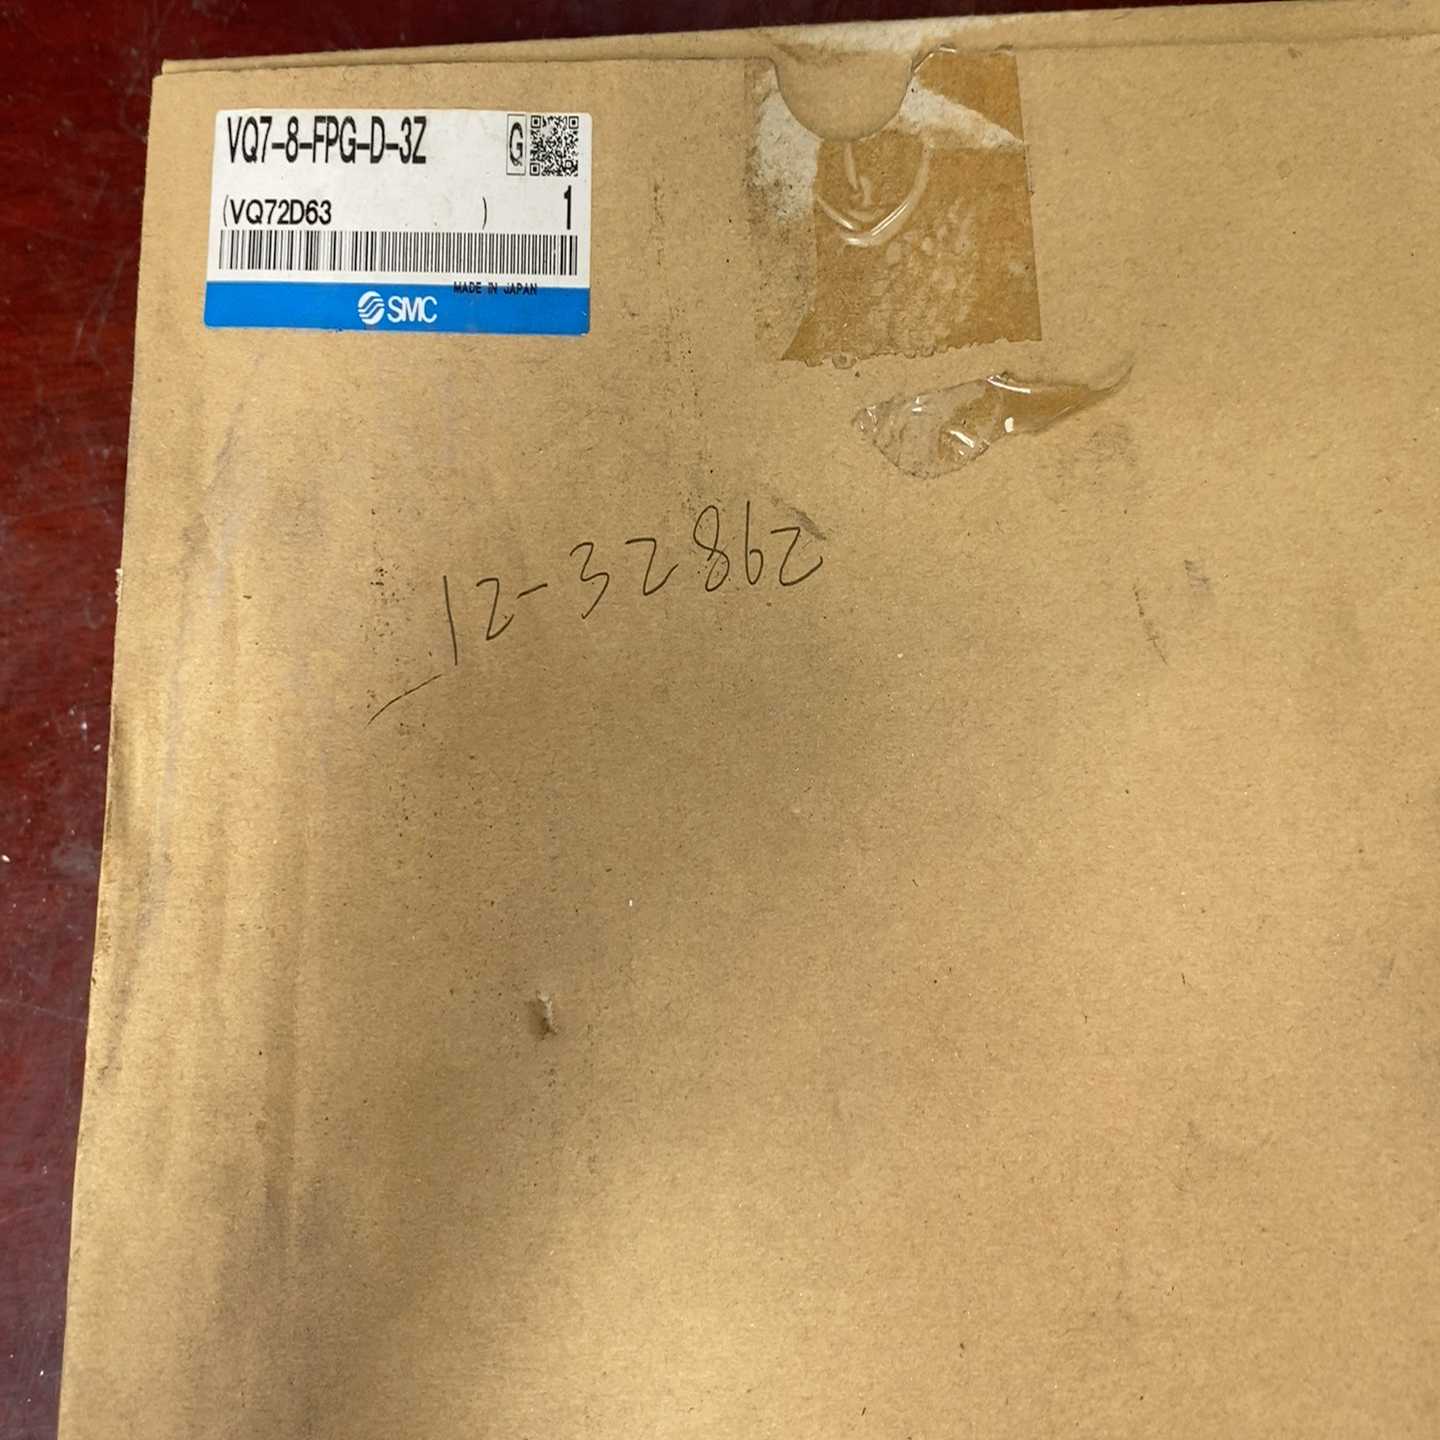 VQ7-8-FPG-D-3Z
G
(VQ72D63 )
1
MADE IN JAPAN
SMC
12-32862